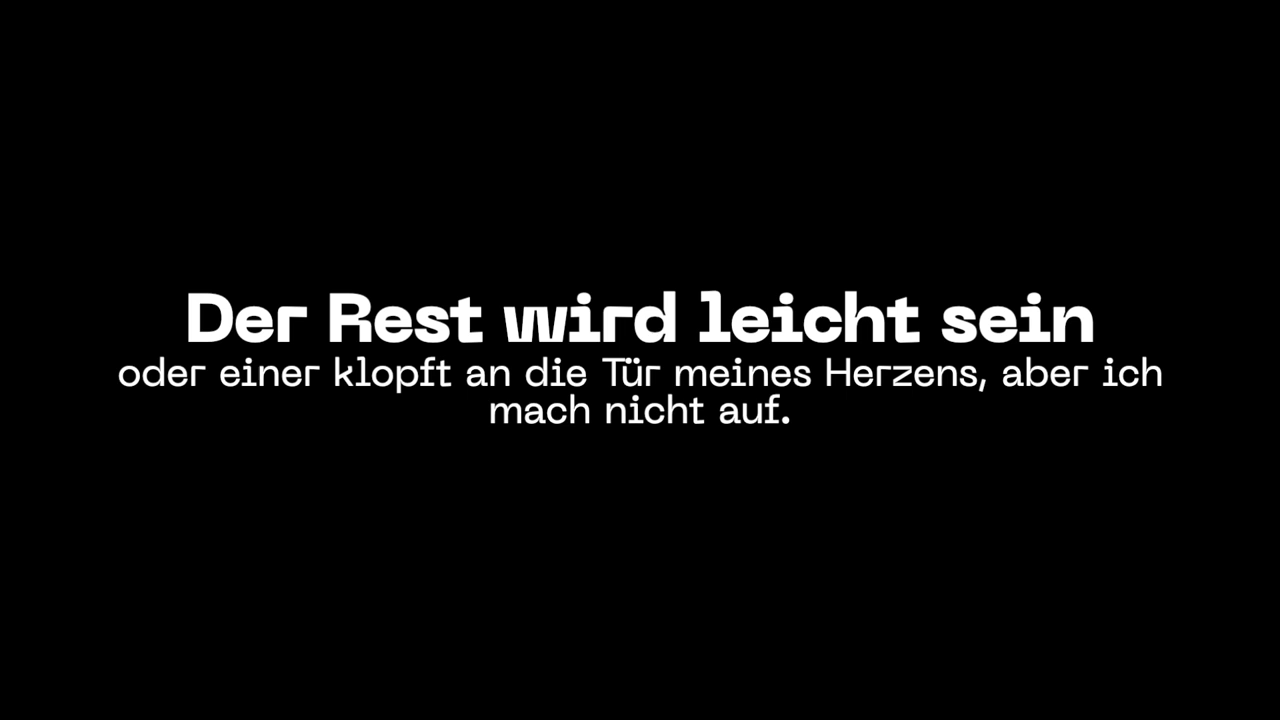 Der Rest wird leicht sein
oder einer klopft an die Tür meines Herzens, aber ich
mach nicht auf.